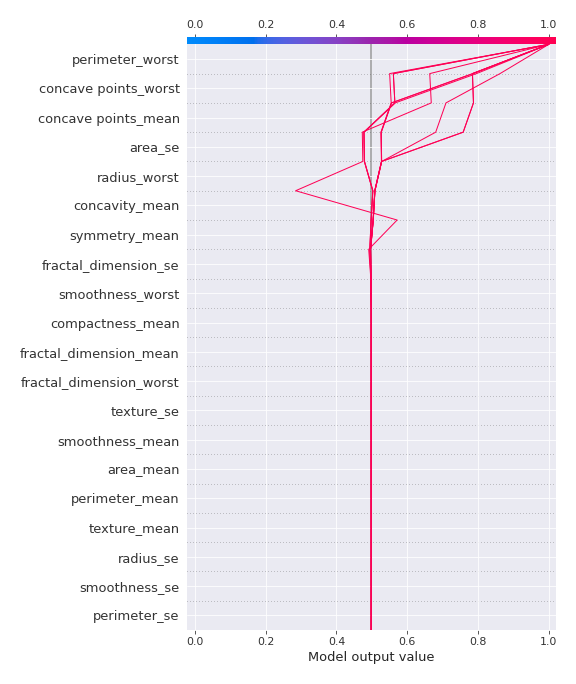 0.0 0.2 0.4 0.6 0.8 1.0
perimeter_worst
concave points_worst
concave points_mean
area_se
radius_worst
concavity_mean
symmetry_mean
fractal_dimension_se
smoothness_worst
compactness_mean
fractal_dimension_mean
fractal_dimension_worst
texture_se
smoothness_mean
area_mean
perimeter_mean
texture_mean
radius_se
smoothness_se
perimeter_se
0.0 0.2 0.4 0.6 0.8 1.0
Model output value